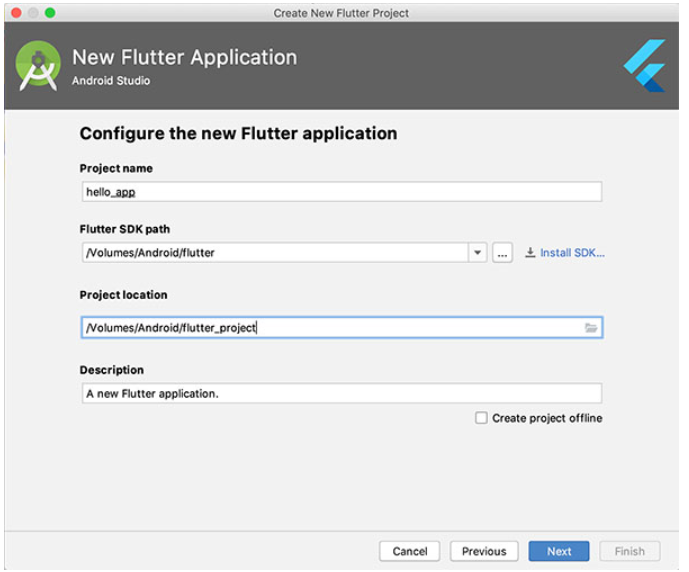 Create New Flutter Project
New Flutter Application
Android Studio
Configure the new Flutter application
Project name
hello_app
Flutter SDK path
/Volumes/Android/flutter
...
Install SDK...
Project location
/Volumes/Android/flutter_project
Description
A new Flutter application.
Create project offline
Cancel Previous Next Finish